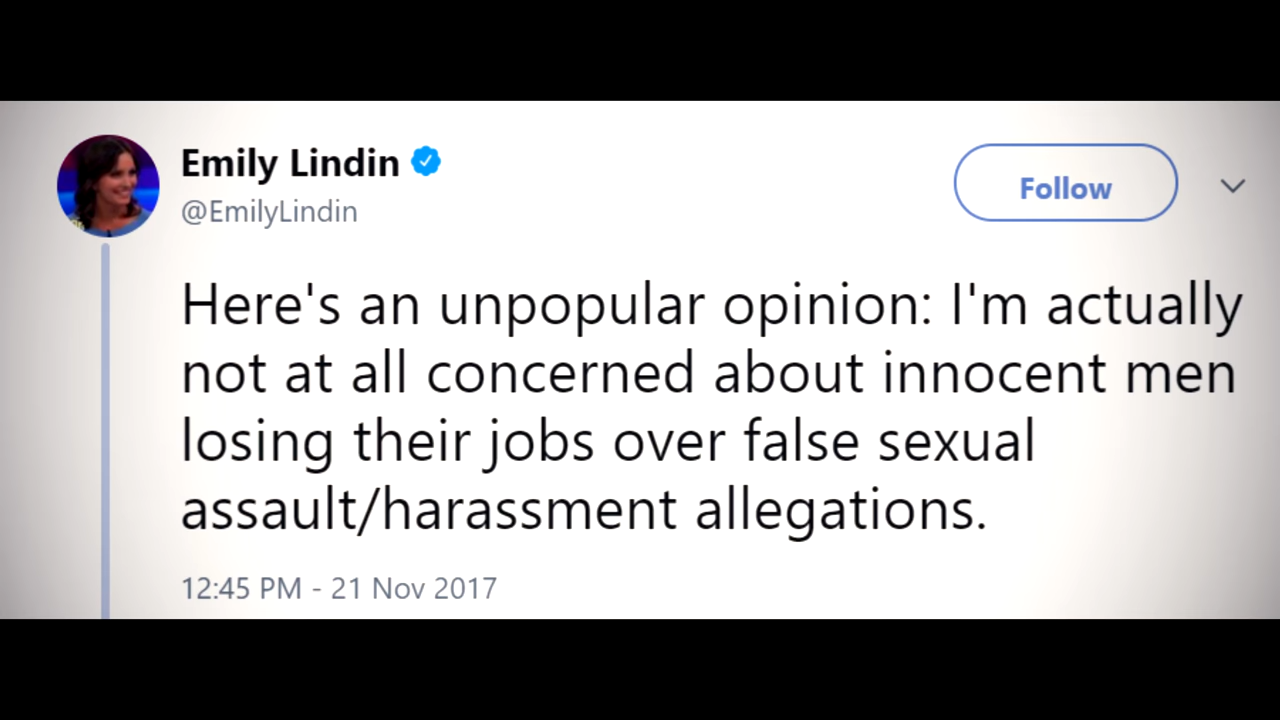 Emily Lindin
@EmilyLindin
Follow
Here's an unpopular opinion: I'm actually
not at all concerned about innocent men
losing their jobs over false sexual
assault/harassment allegations.
12:45 PM - 21 Nov 2017